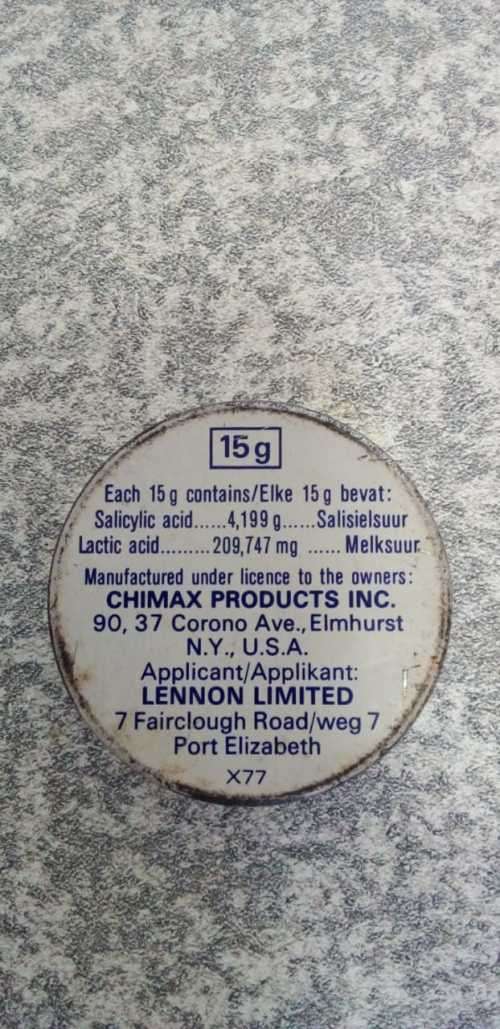 15g
Each 15g contains/Elke 15g bevat:
Salicylic acid......4,199 g......Salisielsuur
Lactic acid.........209,747 mg ...... Melksuur
Manufactured under licence to the owners:
CHIMAX PRODUCTS INC.
90, 37 Corono Ave., Elmhurst
N.Y., U.S.A.
Applicant/Applikant:
LENNON LIMITED
7 Fairclough Road/weg 7
Port Elizabeth
X77